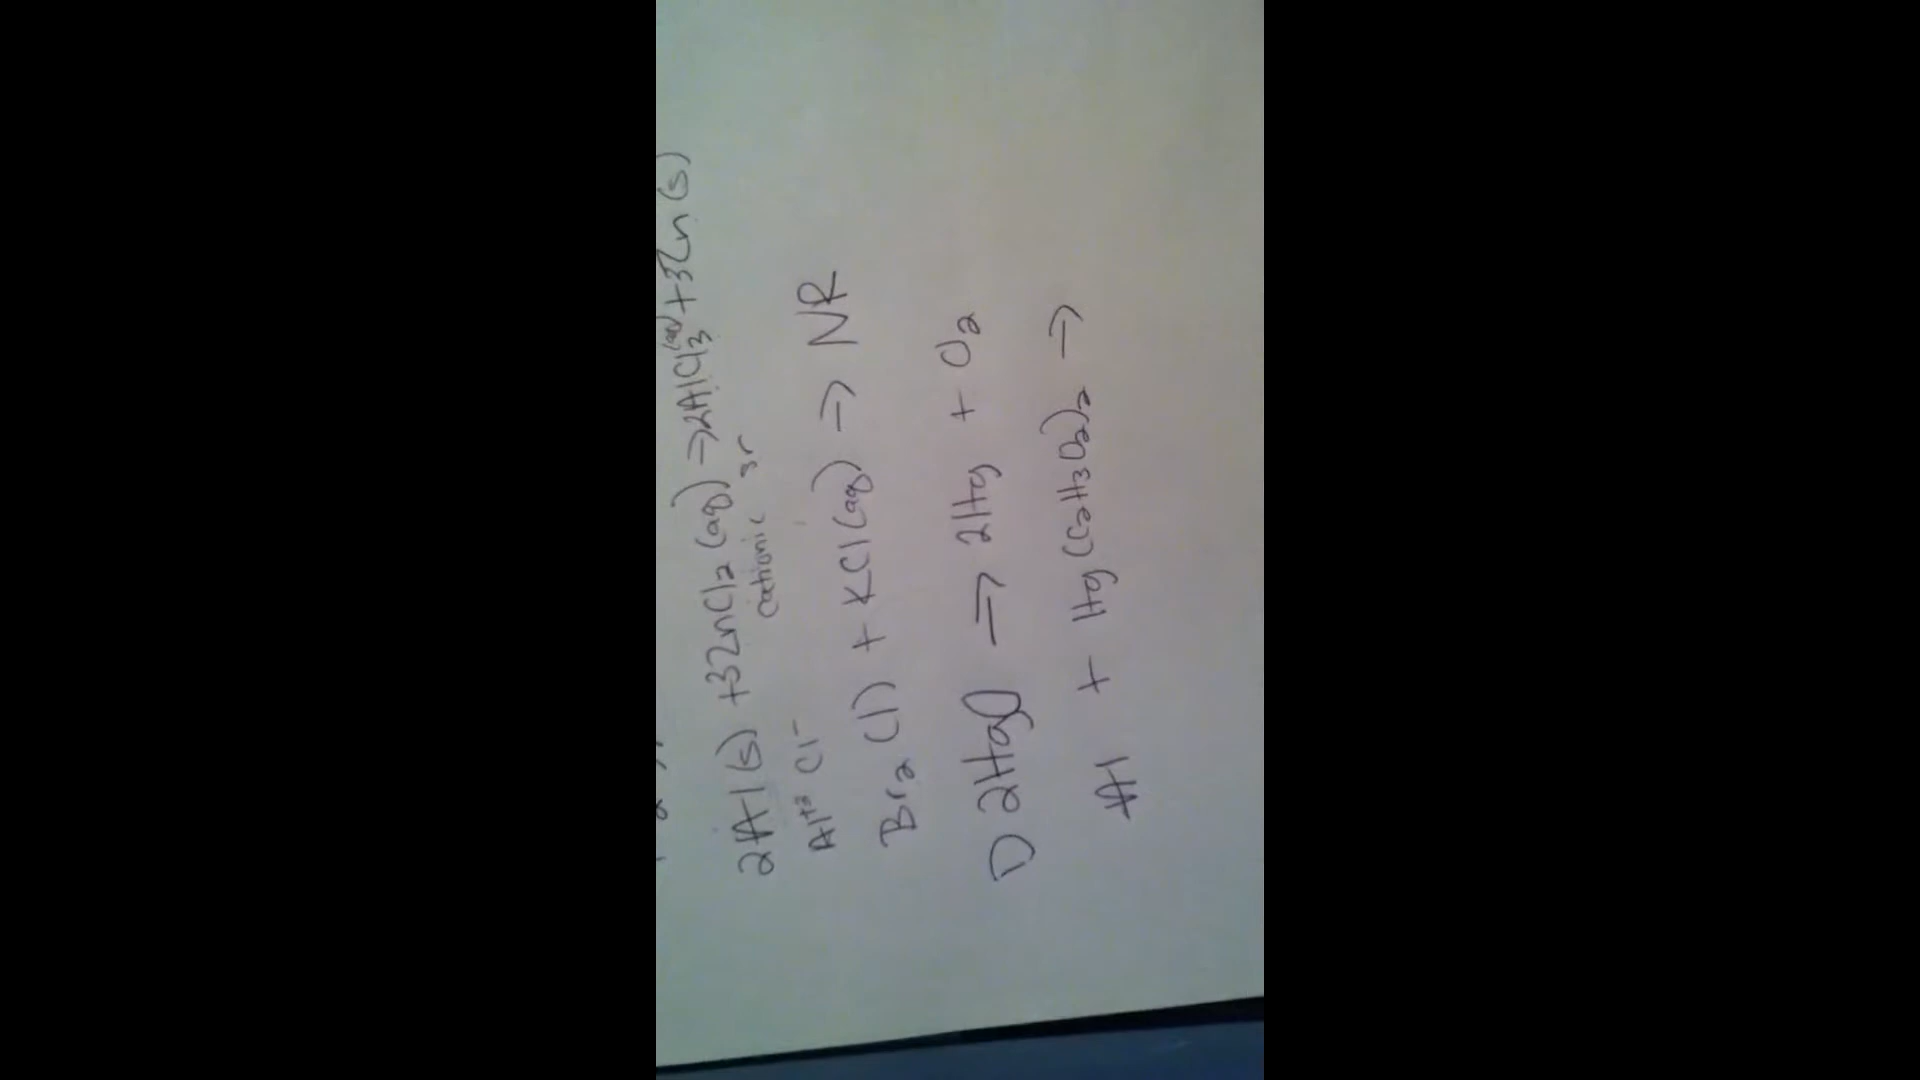 2Al(s) +3ZnCl2(aq) → 2AlCl3(aq) +3Zn(s)
cationic sr
Al+3 Cl-
Br2(l) + KCl(aq) → NR
D 2HgO → 2Hg + O2
Al + Hg(C2H3O2)2 →